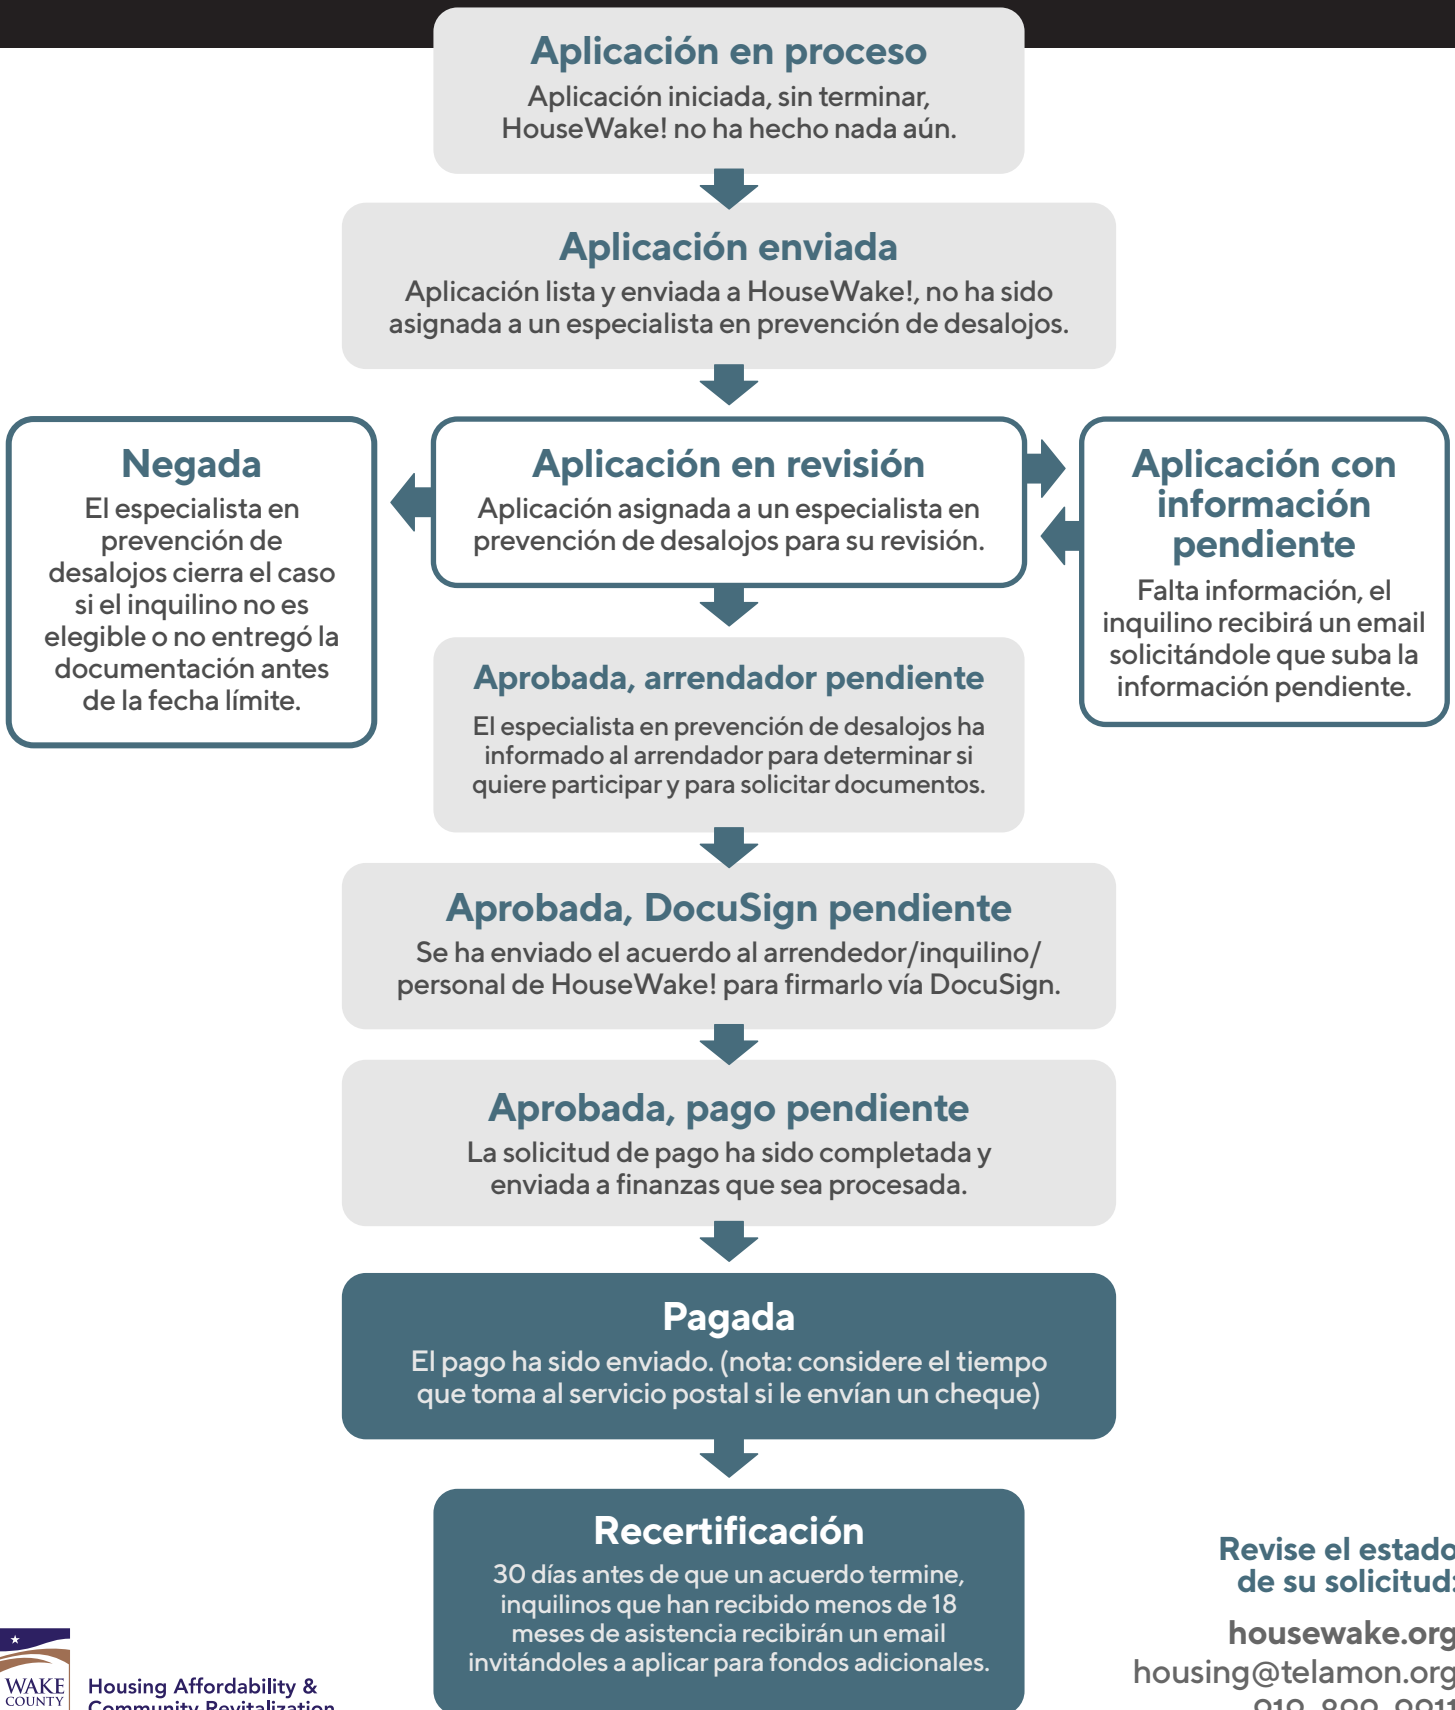 Aplicación en proceso
Aplicación iniciada, sin terminar,
HouseWake! no ha hecho nada aún.
Aplicación enviada
Aplicación lista y enviada a HouseWake!, no ha sido
asignada a un especialista en prevención de desalojos.
Negada
El especialista en
prevención de
desalojos cierra el caso
si el inquilino no es
elegible o no entregó la
documentación antes
de la fecha límite.
Aplicación en revisión
Aplicación asignada a un especialista en
prevención de desalojos para su revisión.
Aplicación con
información
pendiente
Falta información, el
inquilino recibirá un email
solicitándole que suba la
información pendiente.
Aprobada, arrendador pendiente
El especialista en prevención de desalojos ha
informado al arrendador para determinar si
quiere participar y para solicitar documentos.
Aprobada, DocuSign pendiente
Se ha enviado el acuerdo al arrendedor/inquilino/
personal de HouseWake! para firmarlo vía DocuSign.
Aprobada, pago pendiente
La solicitud de pago ha sido completada y
enviada a finanzas que sea procesada.
Pagada
El pago ha sido enviado. (nota: considere el tiempo
que toma al servicio postal si le envían un cheque)
Recertificación
30 días antes de que un acuerdo termine,
inquilinos que han recibido menos de 18
meses de asistencia recibirán un email
invitándoles a aplicar para fondos adicionales.
Revise el estado
de su solicitud:
housewake.org
housing@telamon.org
919-899-9911
WAKE
COUNTY
Housing Affordability &
Community Revitalization